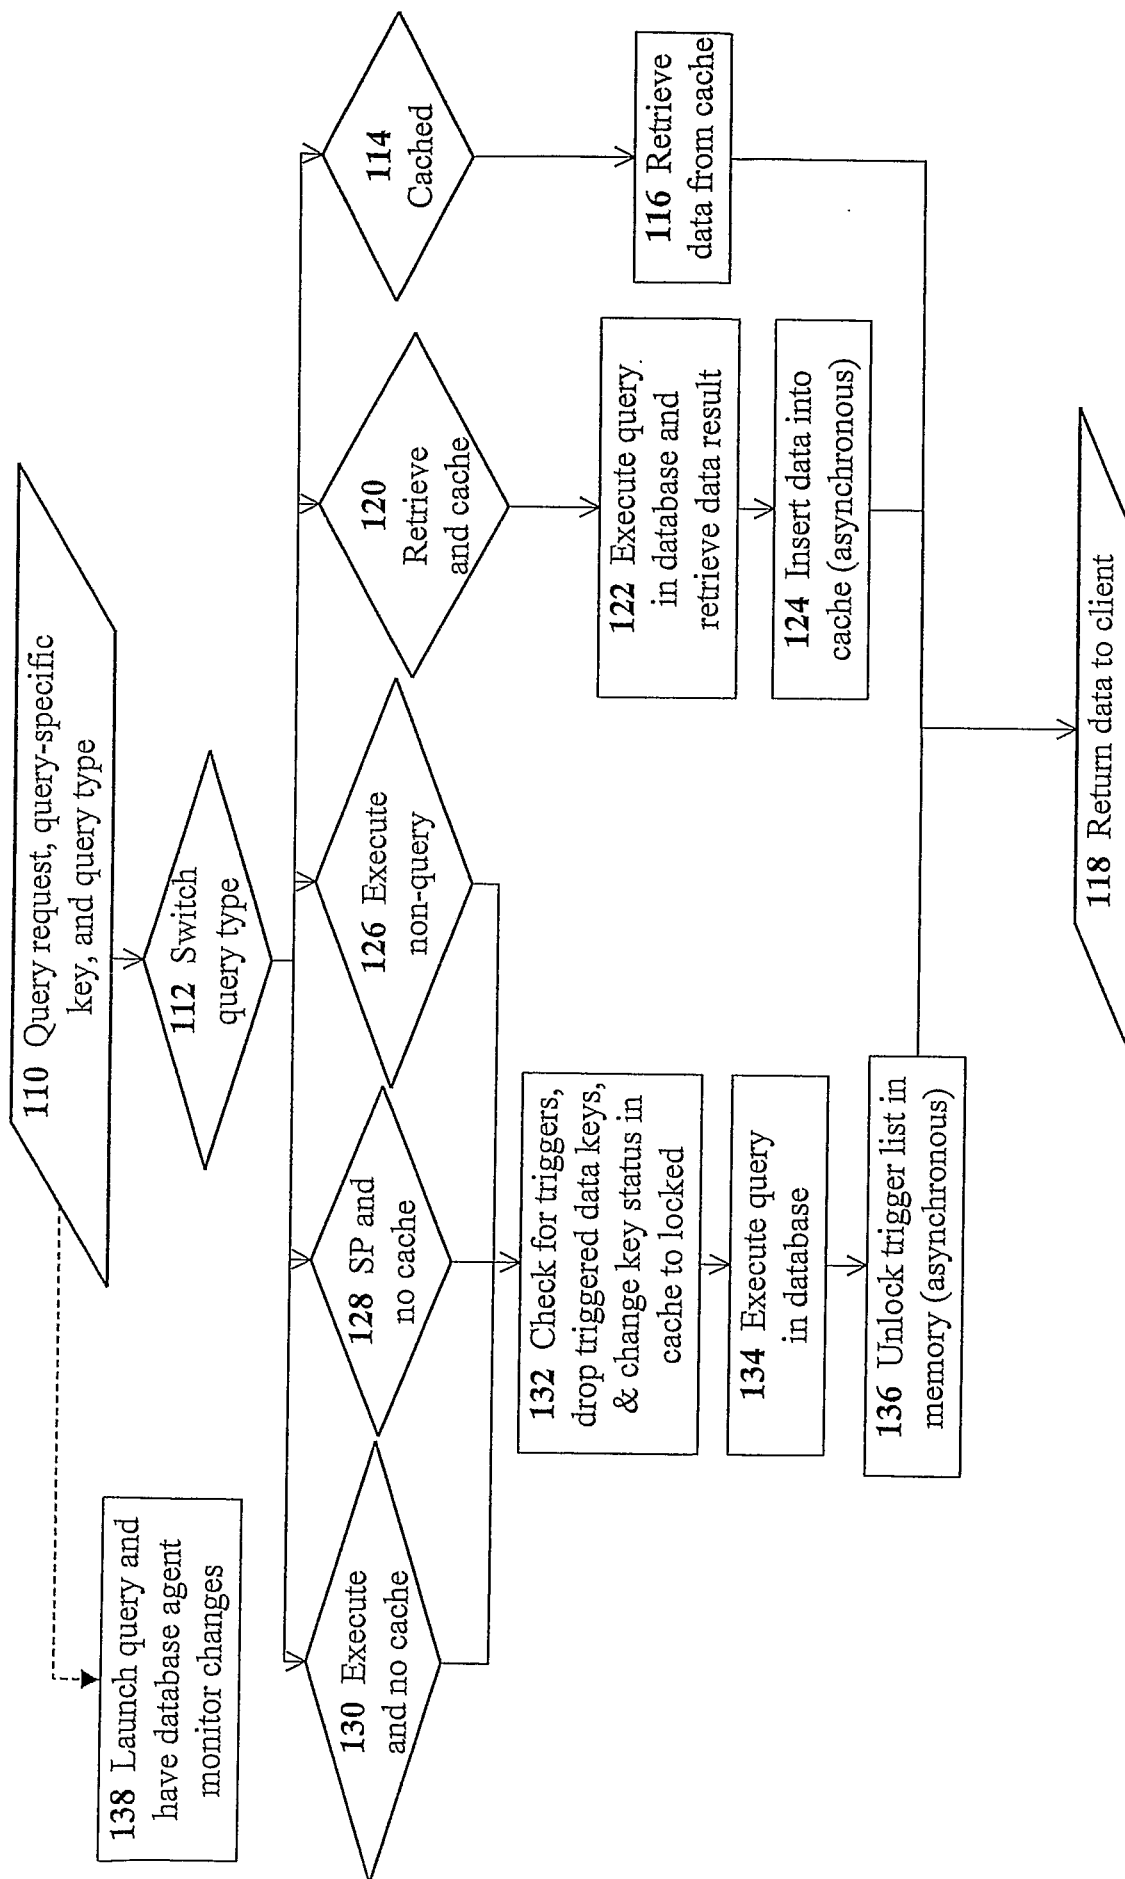 110 Query request, query-specific
key, and query type
138 Launch query and
have database agent
monitor changes
112 Switch
query type
130 Execute
and no cache
128 SP and
no cache
126 Execute
non-query
120
Retrieve
and cache
114
Cached
132 Check for triggers,
drop triggered data keys,
& change key status in
cache to locked
134 Execute query
in database
136 Unlock trigger list in
memory (asynchronous)
122 Execute query
in database and
retrieve data result
124 Insert data into
cache (asynchronous)
116 Retrieve
data from cache
118 Return data to client